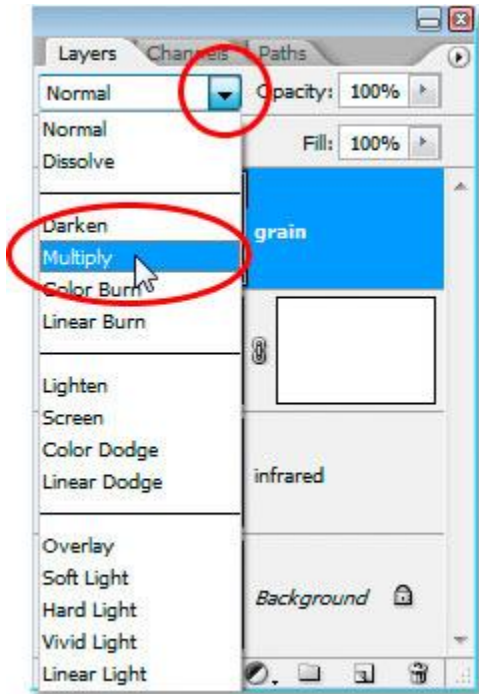 Layers Channels Paths
Normal Opacity: 100%
Normal Fill: 100%
Dissolve
Darken
grain
Multiply
Color Burn
Linear Burn
Lighten
Screen
Color Dodge
Linear Dodge infrared
Overlay
Soft Light
Hard Light Background
Vivid Light
Linear Light